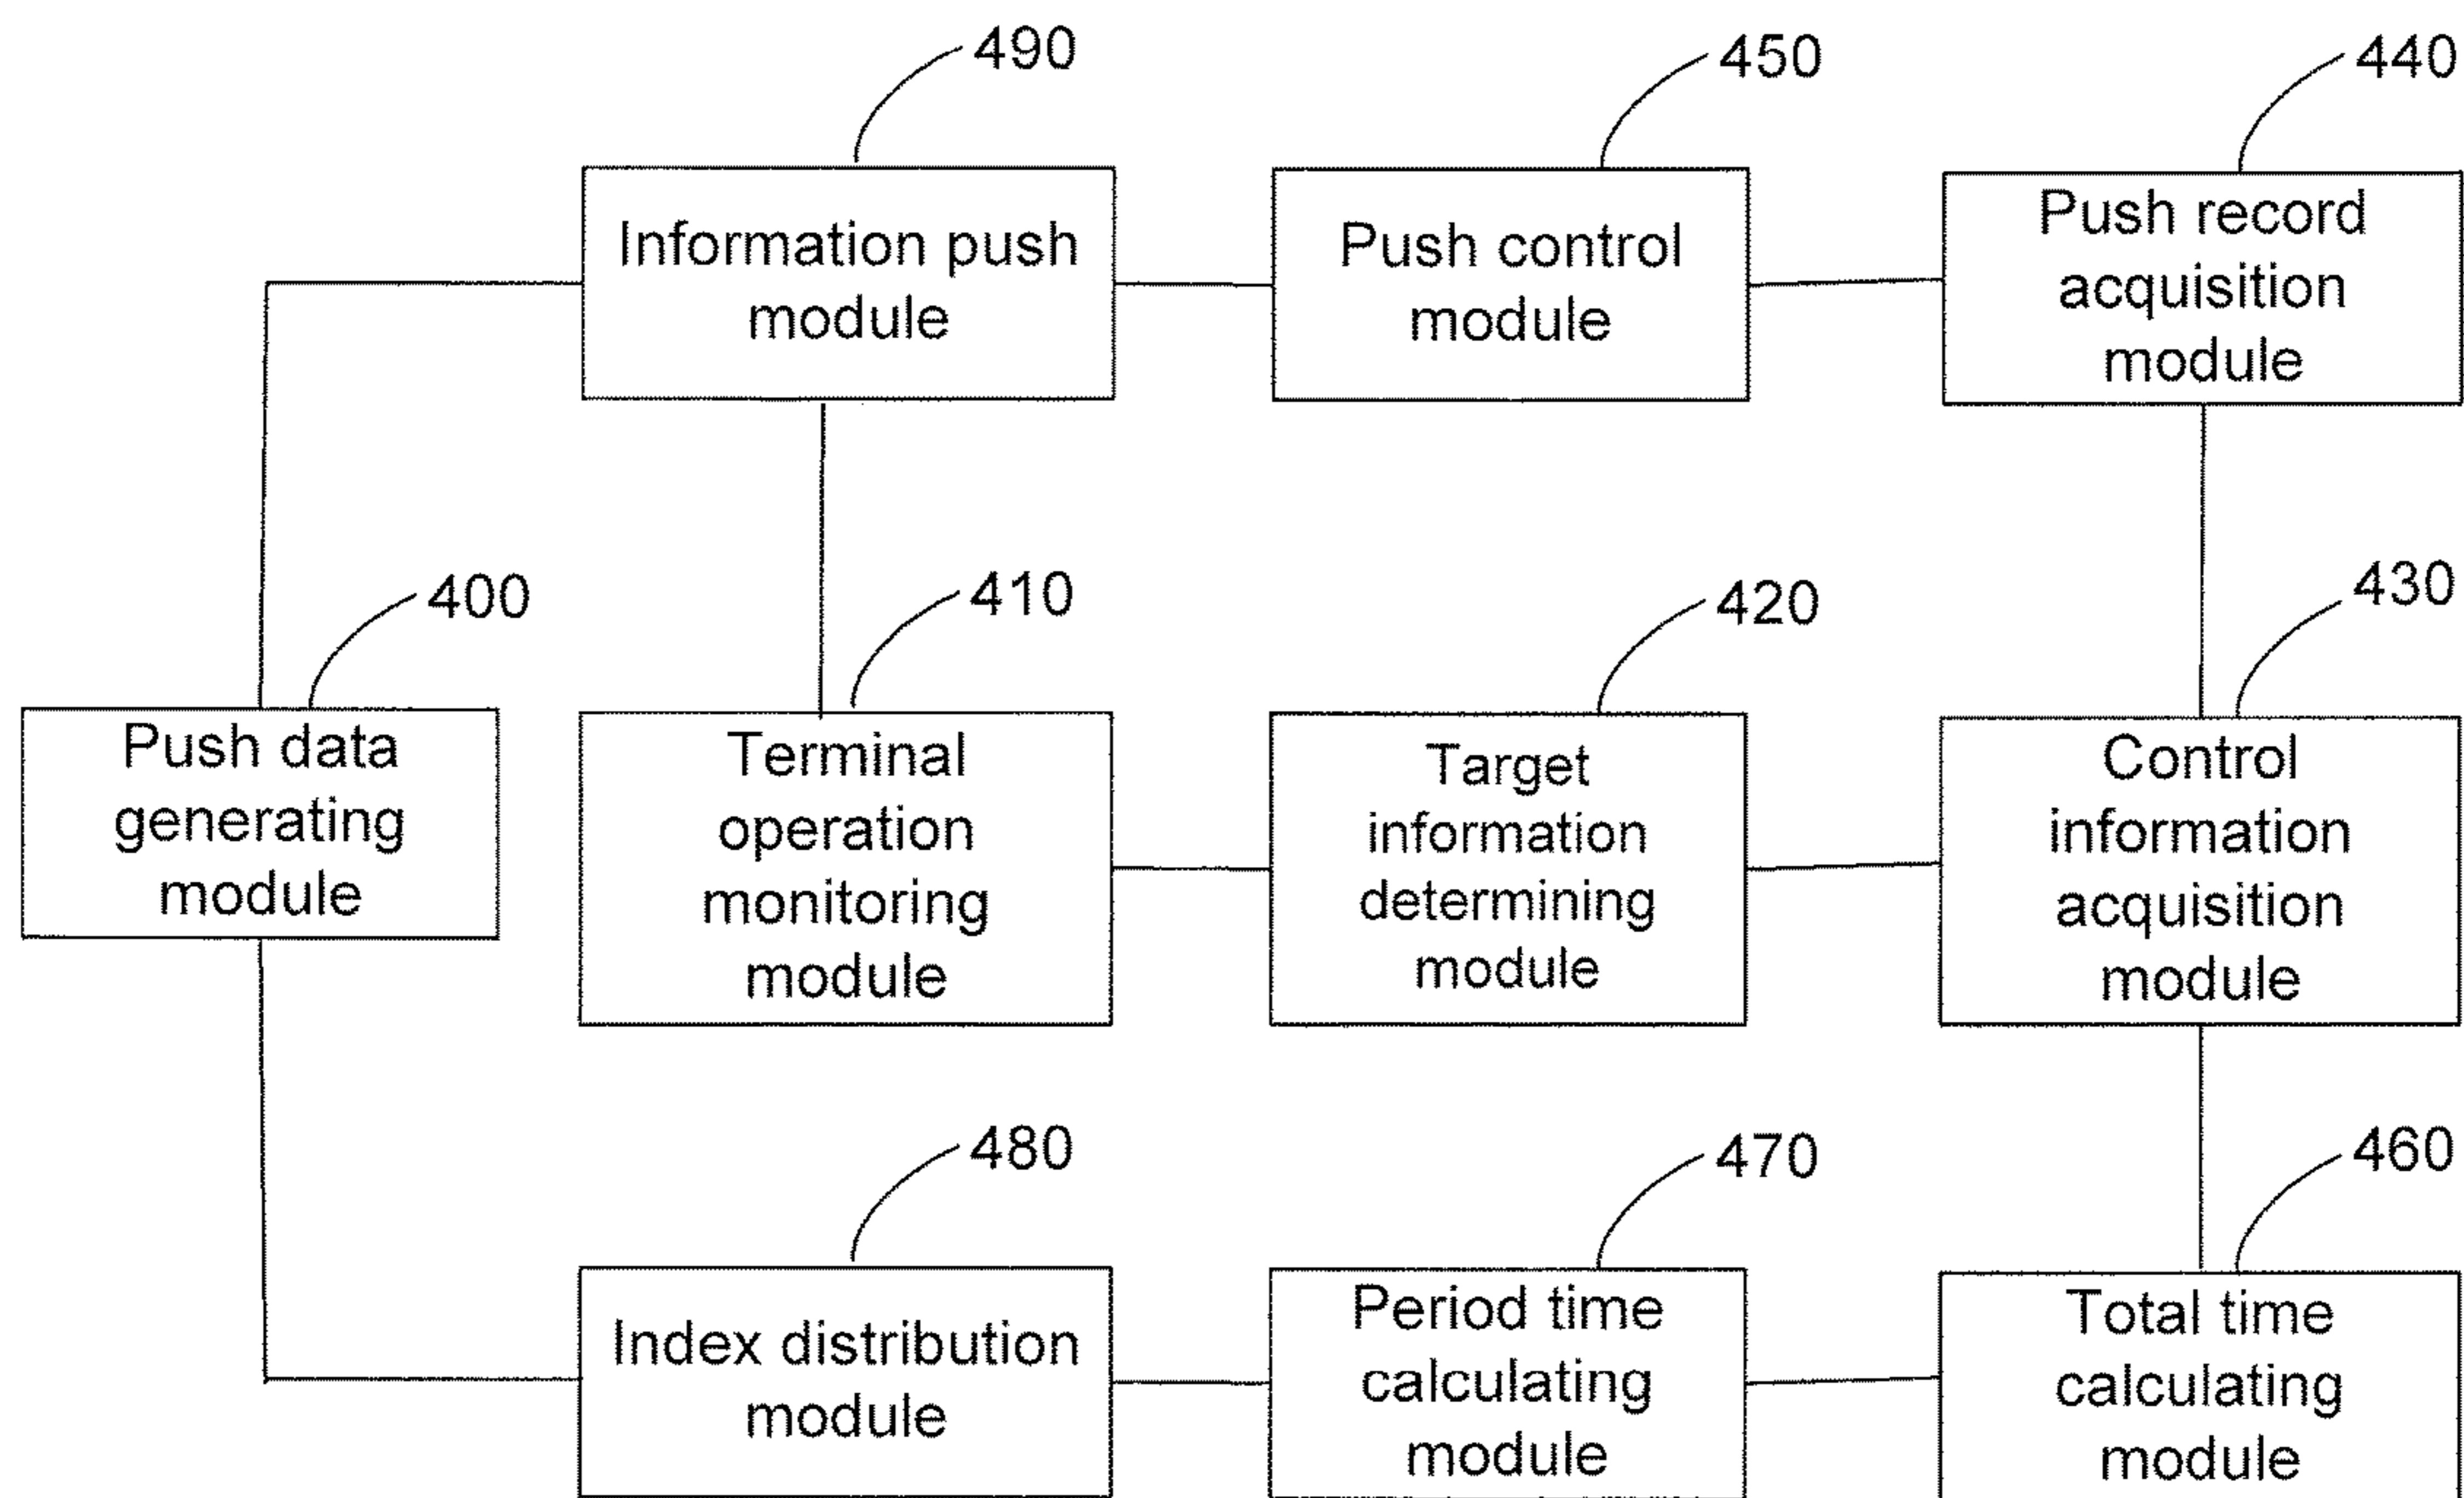 490
450
440
Information push
module
Push control
module
Push record
acquisition
module
400
410
420
430
Push data
generating
module
Terminal
operation
monitoring
module
Target
information
determining
module
Control
information
acquisition
module
480
470
460
Index distribution
module
Period time
calculating
module
Total time
calculating
module